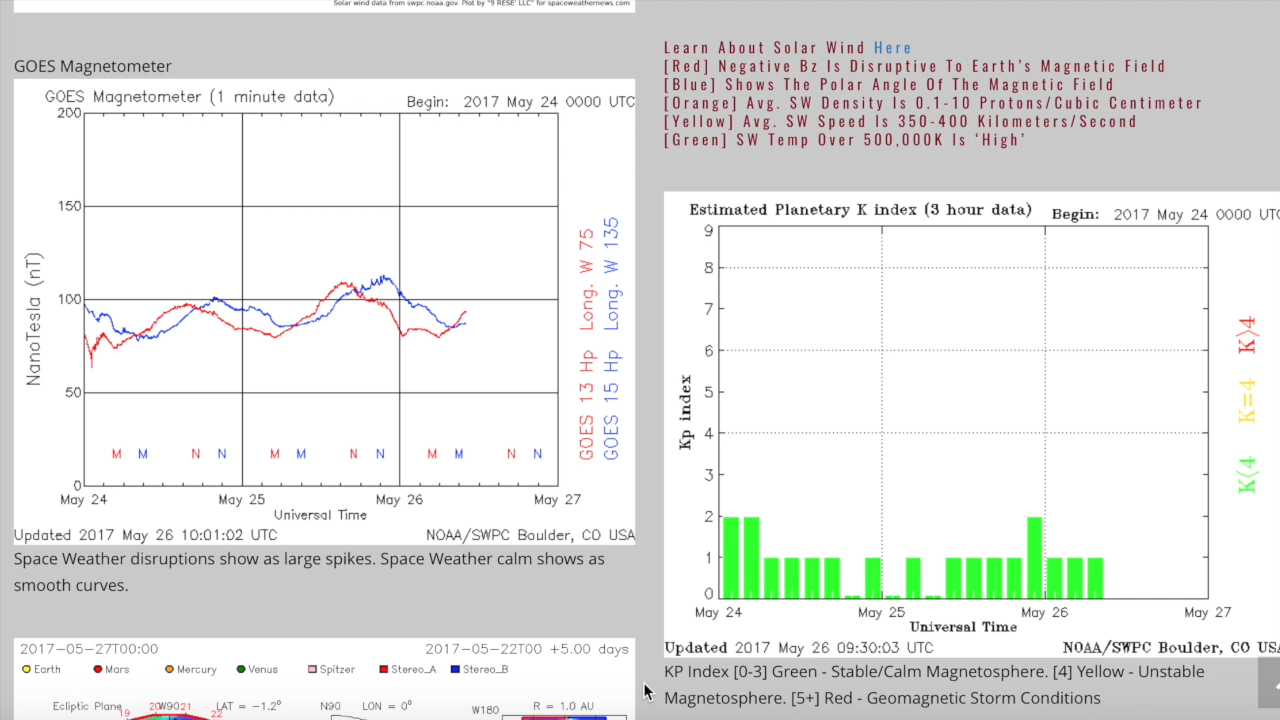 Solar wind data from swpc.noaa.gov. Plot by "9 RESE' LLC" for spaceweathernews.com
GOES Magnetometer
GOES Magnetometer (1 minute data)
Begin: 2017 May 24 0000 UTC
200
150
100
50
0
NanoTesla (nT)
M M N N M M N N M M N N
May 24 May 25 May 26 May 27
Universal Time
GOES 13 Hp Long. W 75
GOES 15 Hp Long. W 135
Updated 2017 May 26 10:01:02 UTC
NOAA/SWPC Boulder, CO USA
Space Weather disruptions show as large spikes. Space Weather calm shows as
smooth curves.
2017-05-27T00:00
2017-05-22T00 +5.00 days
Earth Mars Mercury Venus Spitzer Stereo_A Stereo_B
Ecliptic Plane W90 LAT = -1.2° N90 LON = 0° W180 R = 1.0 AU
19 20 21 22
Learn About Solar Wind Here
[Red] Negative Bz Is Disruptive To Earth's Magnetic Field
[Blue] Shows The Polar Angle Of The Magnetic Field
[Orange] Avg. SW Density Is 0.1-10 Protons/Cubic Centimeter
[Yellow] Avg. SW Speed Is 350-400 Kilometers/Second
[Green] SW Temp Over 500,000K Is ‘High’
Estimated Planetary K index (3 hour data)
Begin: 2017 May 24 0000 UTC
9
8
7
6
5
4
3
2
1
0
Kp index
May 24 May 25 May 26 May 27
Universal Time
K>4
K=4
K<4
Updated 2017 May 26 09:30:03 UTC
NOAA/SWPC Boulder, CO USA
KP Index [0-3] Green - Stable/Calm Magnetosphere. [4] Yellow - Unstable
Magnetosphere. [5+] Red - Geomagnetic Storm Conditions